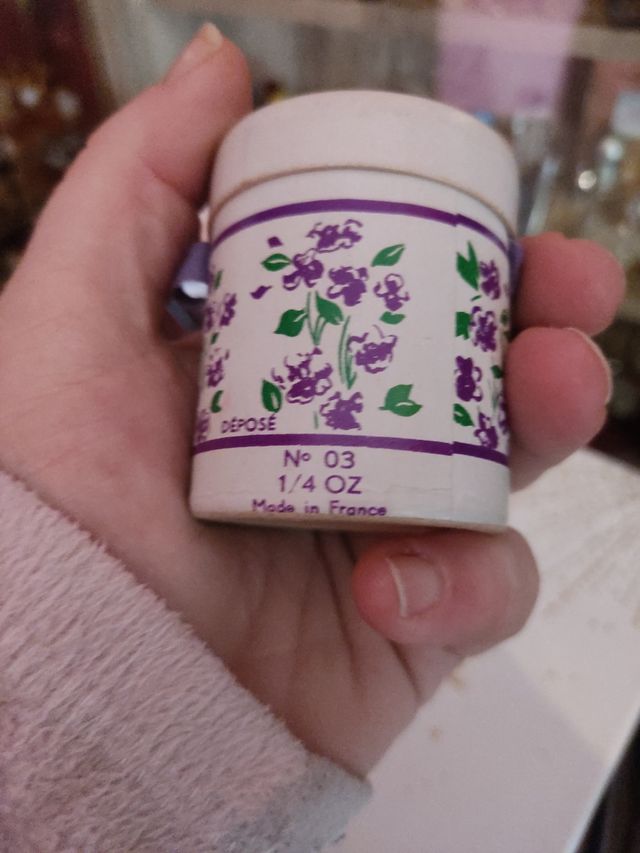 DÉPOSÉ
Nº 03
1/4 OZ
Made in France